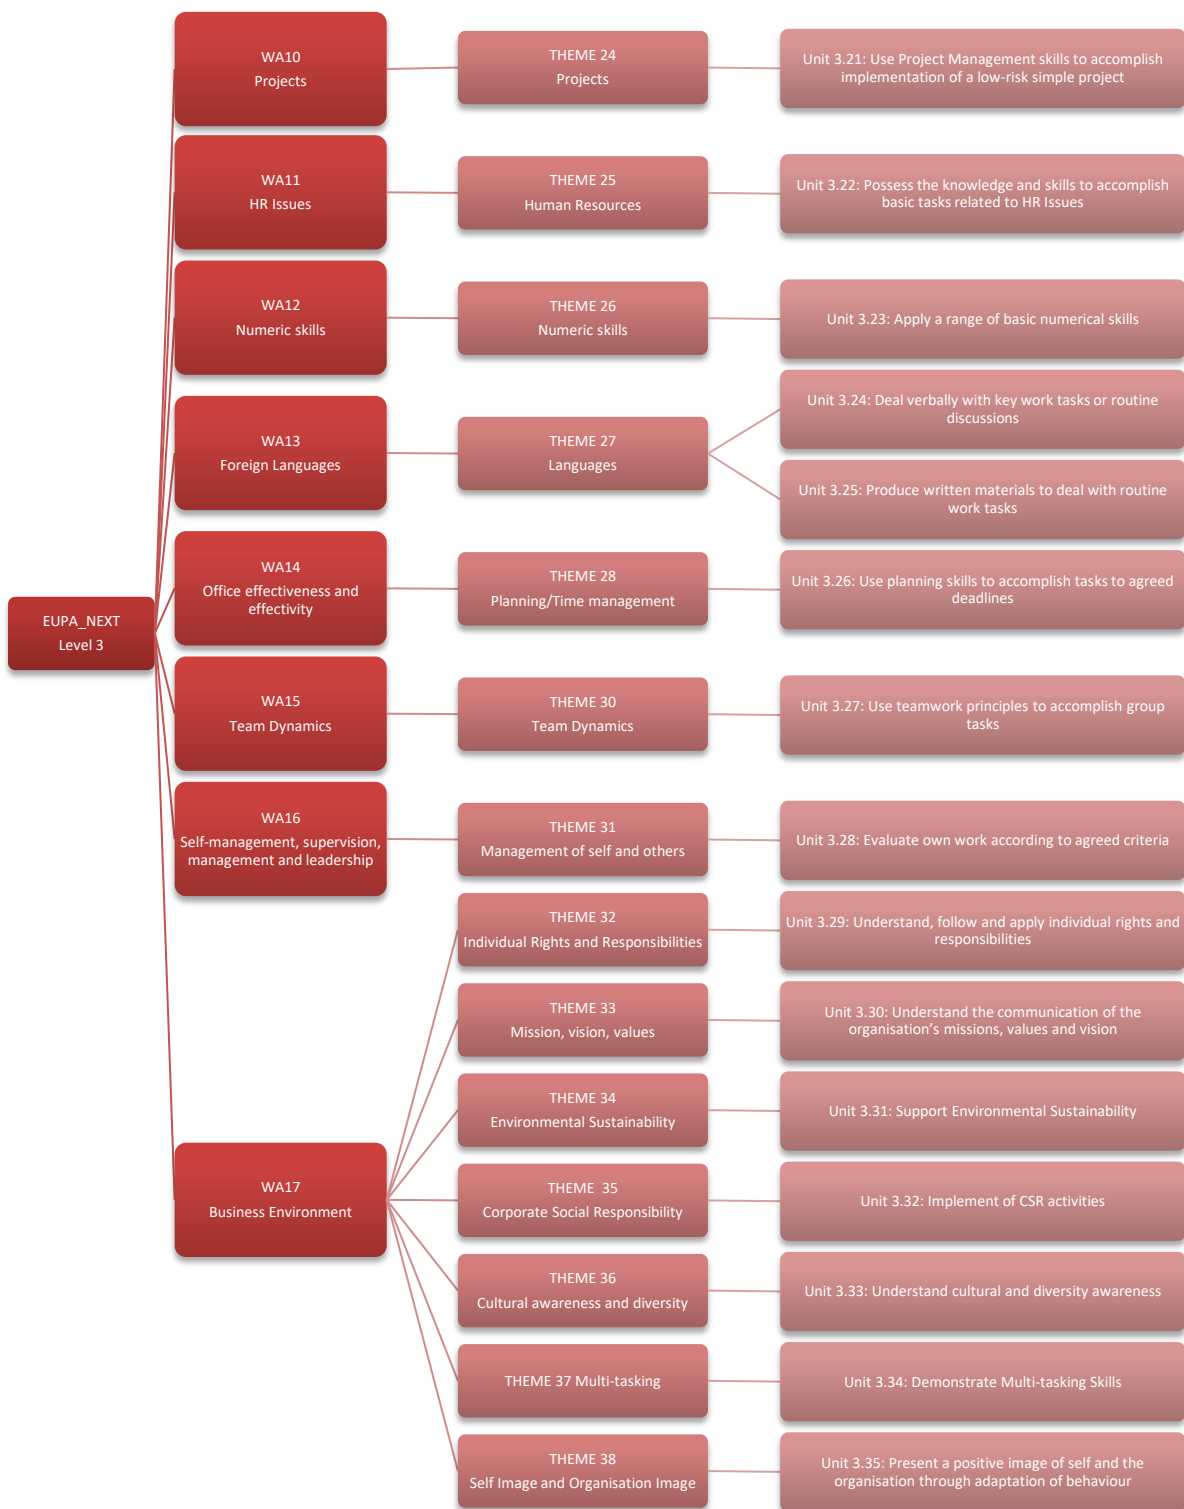 WA10
Projects
THEME 24
Projects
Unit 3.21: Use Project Management skills to accomplish
implementation of a low-risk simple project
WA11
HR Issues
THEME 25
Human Resources
Unit 3.22: Possess the knowledge and skills to accomplish
basic tasks related to HR Issues
WA12
Numeric skills
THEME 26
Numeric skills
Unit 3.23: Apply a range of basic numerical skills
WA13
Foreign Languages
THEME 27
Languages
Unit 3.24: Deal verbally with key work tasks or routine
discussions
Unit 3.25: Produce written materials to deal with routine
work tasks
EUPA_NEXT
Level 3
WA14
Office effectiveness and
effectivity
THEME 28
Planning/Time management
Unit 3.26: Use planning skills to accomplish tasks to agreed
deadlines
WA15
Team Dynamics
THEME 30
Team Dynamics
Unit 3.27: Use teamwork principles to accomplish group
tasks
WA16
Self-management, supervision,
management and leadership
THEME 31
Management of self and others
Unit 3.28: Evaluate own work according to agreed criteria
WA17
Business Environment
THEME 32
Individual Rights and Responsibilities
Unit 3.29: Understand, follow and apply individual rights and
responsibilities
THEME 33
Mission, vision, values
Unit 3.30: Understand the communication of the
organisation’s missions, values and vision
THEME 34
Environmental Sustainability
Unit 3.31: Support Environmental Sustainability
THEME  35
Corporate Social Responsibility
Unit 3.32: Implement of CSR activities
THEME 36
Cultural awareness and diversity
Unit 3.33: Understand cultural and diversity awareness
THEME 37 Multi-tasking
Unit 3.34: Demonstrate Multi-tasking Skills
THEME 38
Self Image and Organisation Image
Unit 3.35: Present a positive image of self and the
organisation through adaptation of behaviour